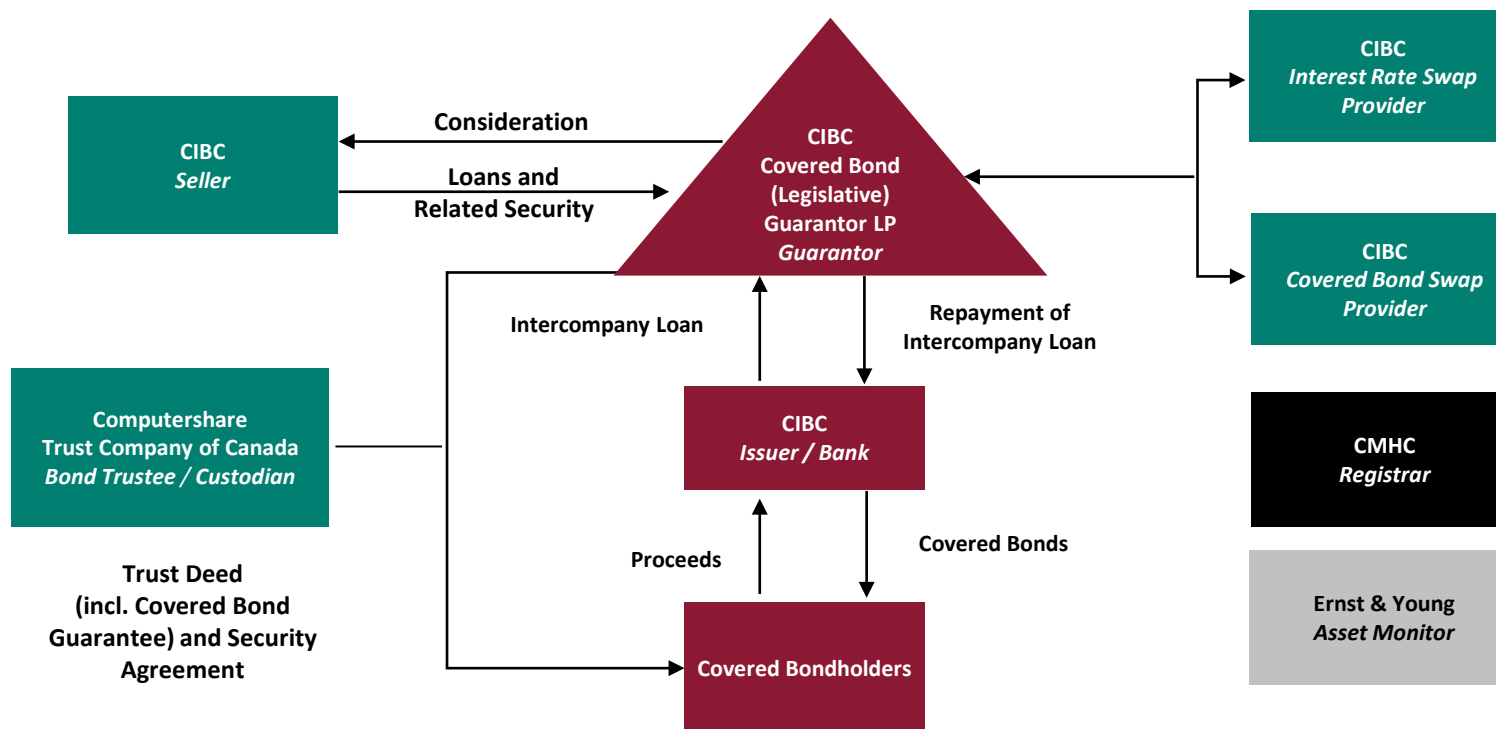 CIBC
Seller
Consideration
Loans and
Related Security
CIBC
Covered Bond
(Legislative)
Guarantor LP
Guarantor
CIBC
Interest Rate Swap
Provider
CIBC
Covered Bond Swap
Provider
Intercompany Loan
Repayment of
Intercompany Loan
Computershare
Trust Company of Canada
Bond Trustee / Custodian
CIBC
Issuer / Bank
CMHC
Registrar
Proceeds
Covered Bonds
Trust Deed
(incl. Covered Bond
Guarantee) and Security
Agreement
Covered Bondholders
Ernst & Young
Asset Monitor